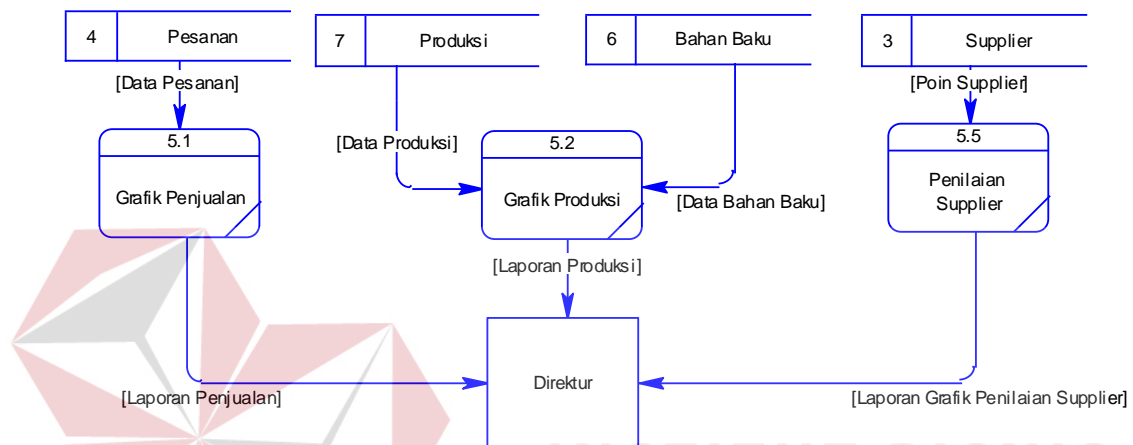 4
Pesanan
7
Produksi
6
Bahan Baku
3
Supplier
[Data Pesanan]
[Poin Supplier]
5.1
Grafik Penjualan
[Data Produksi]
5.2
Grafik Produksi
[Data Bahan Baku]
5.5
Penilaian
Supplier
[Laporan Produksi]
Direktur
[Laporan Penjualan]
[Laporan Grafik Penilaian Supplier]